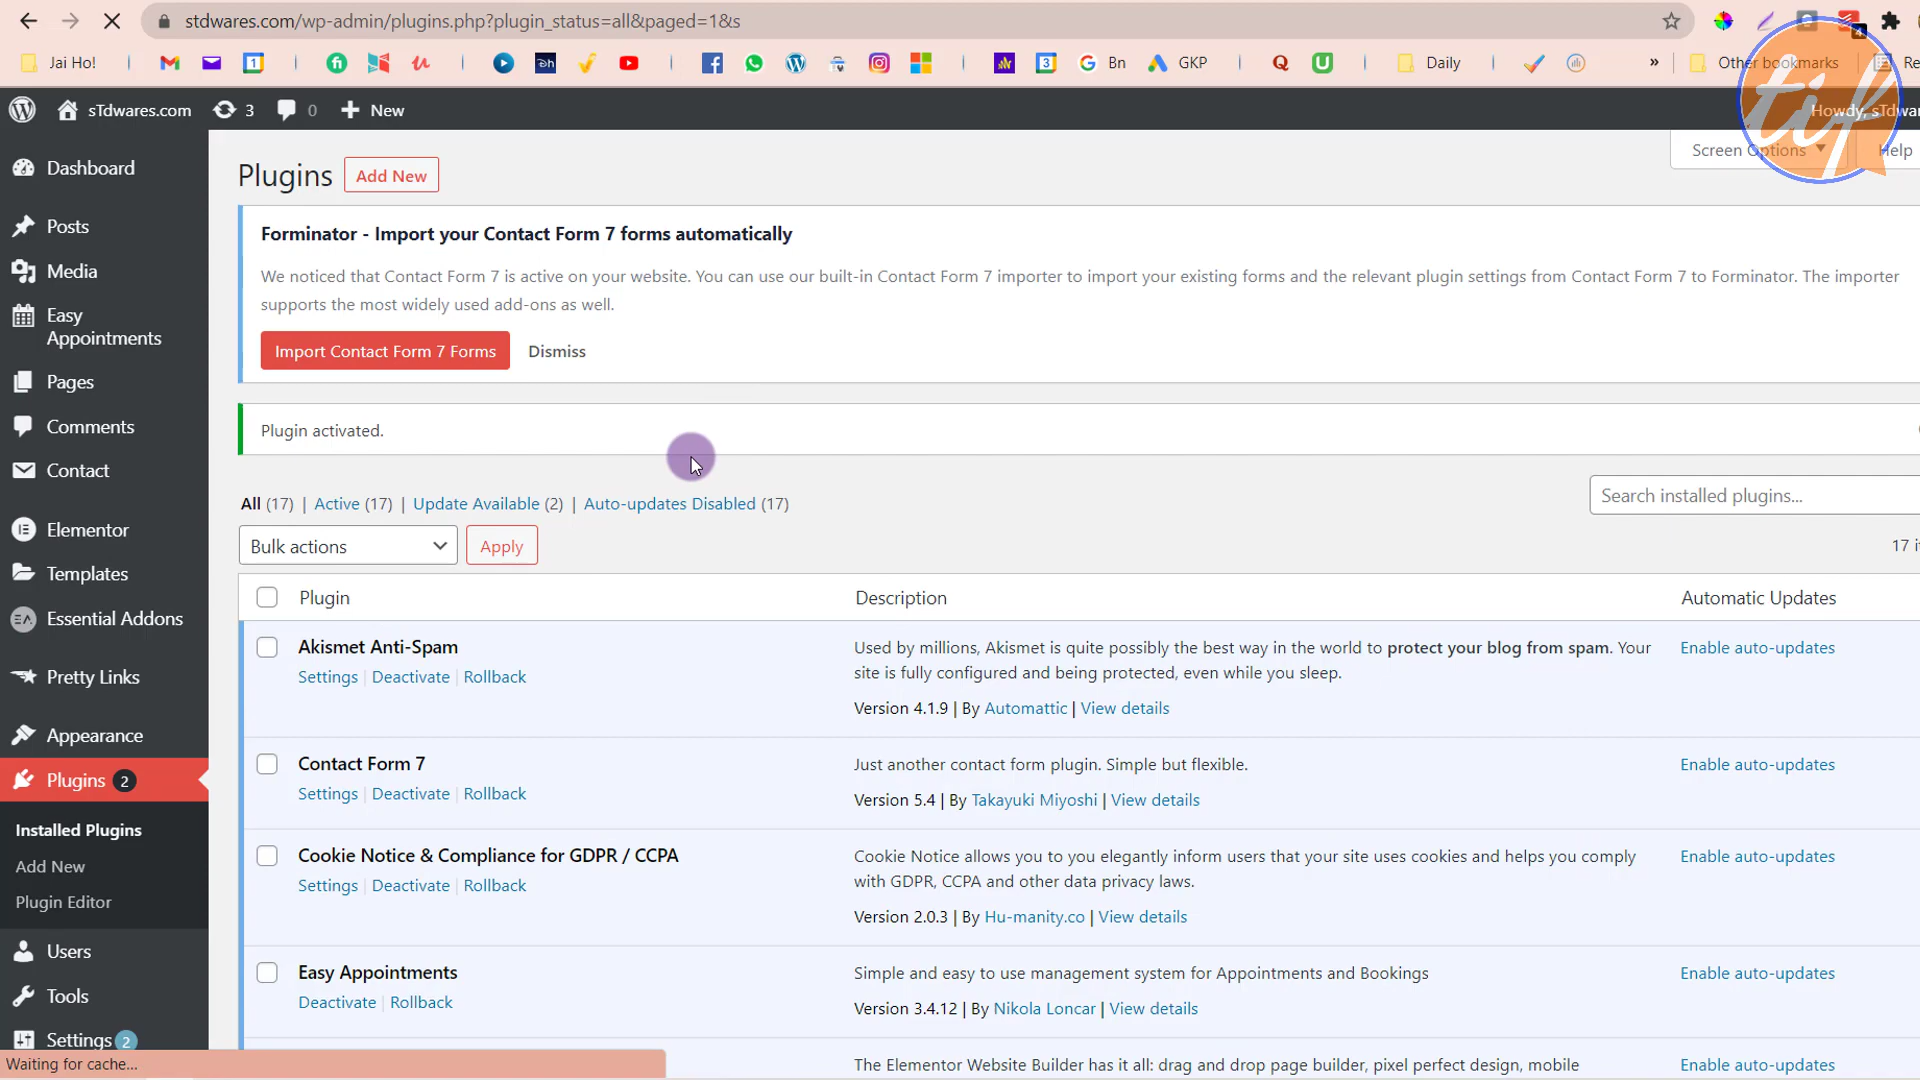 stdwares.com/wp-admin/plugins.php?plugin_status=all&paged=1&s
Jai Ho!
Bn
GKP
Daily
»
Other bookmarks
Re
sTdwares.com
3
0
New
Howdy, sTdwar
tif
Screen Options
Help
Dashboard
Posts
Media
Easy
Appointments
Pages
Comments
Contact
Elementor
Templates
Essential Addons
Pretty Links
Appearance
Plugins 2
Installed Plugins
Add New
Plugin Editor
Users
Tools
Settings 2
Waiting for cache...
Plugins
Add New
Forminator - Import your Contact Form 7 forms automatically
We noticed that Contact Form 7 is active on your website. You can use our built-in Contact Form 7 importer to import your existing forms and the relevant plugin settings from Contact Form 7 to Forminator. The importer
supports the most widely used add-ons as well.
Import Contact Form 7 Forms
Dismiss
Plugin activated.
All (17) | Active (17) | Update Available (2) | Auto-updates Disabled (17)
Search installed plugins...
Bulk actions
Apply
17 it
Plugin
Description
Automatic Updates
Akismet Anti-Spam
Settings | Deactivate | Rollback
Used by millions, Akismet is quite possibly the best way in the world to protect your blog from spam. Your
site is fully configured and being protected, even while you sleep.
Version 4.1.9 | By Automattic | View details
Enable auto-updates
Contact Form 7
Settings | Deactivate | Rollback
Just another contact form plugin. Simple but flexible.
Version 5.4 | By Takayuki Miyoshi | View details
Enable auto-updates
Cookie Notice & Compliance for GDPR / CCPA
Settings | Deactivate | Rollback
Cookie Notice allows you to you elegantly inform users that your site uses cookies and helps you comply
with GDPR, CCPA and other data privacy laws.
Version 2.0.3 | By Hu-manity.co | View details
Enable auto-updates
Easy Appointments
Deactivate | Rollback
Simple and easy to use management system for Appointments and Bookings
Version 3.4.12 | By Nikola Loncar | View details
Enable auto-updates
The Elementor Website Builder has it all: drag and drop page builder, pixel perfect design, mobile
Enable auto-updates